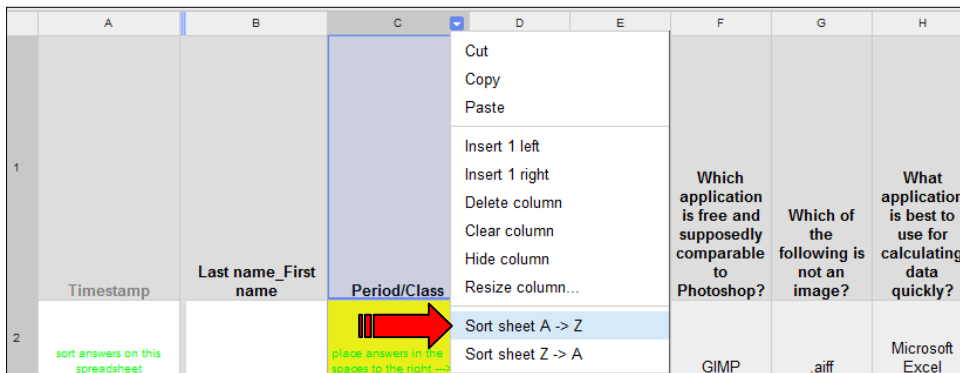 A B C D E F G H
Cut
Copy
Paste
Insert 1 left
Insert 1 right
Delete column
Clear column
Hide column
Resize column...
Sort sheet A -> Z
Sort sheet Z -> A
1
Timestamp
Last name_First
name
Period/Class
Which
application
is free and
supposedly
comparable
to
Photoshop?
Which of
the
following is
not an
image?
What
application
is best to
use for
calculating
data
quickly?
2
sort answers on this
spreadsheet
place answers in the
spaces to the right --->
GIMP
.aiff
Microsoft
Excel